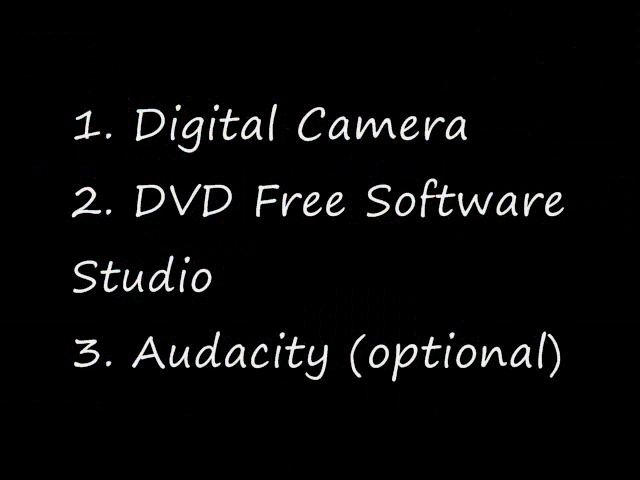 1. Digital Camera
2. DVD Free Software
Studio
3. Audacity (optional)